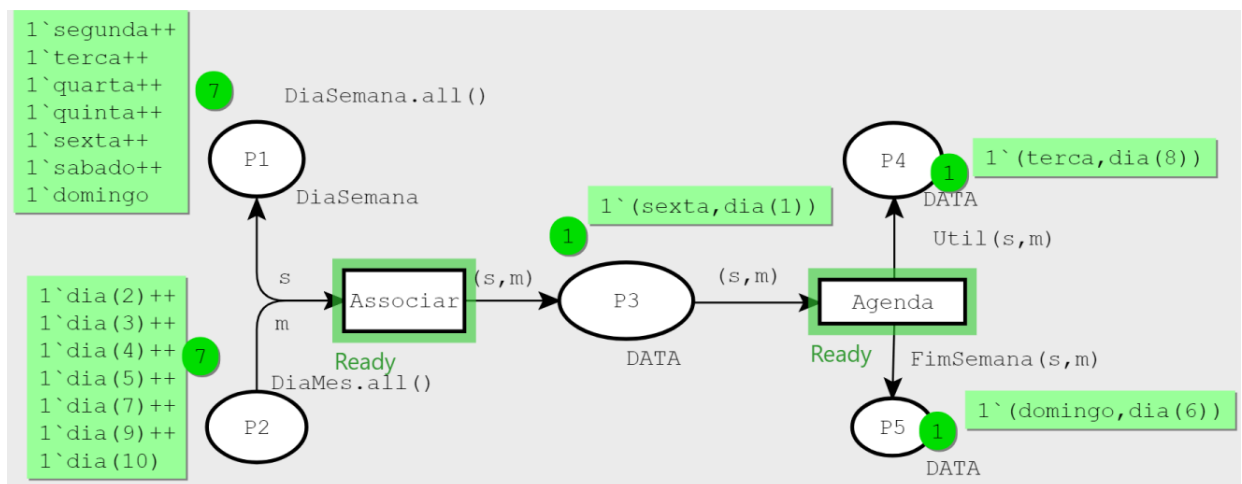 1`segunda++
1`terca++
1`quarta++
1`quinta++
1`sexta++
1`sabado++
1`domingo
7
DiaSemana.all()
P1
DiaSemana
1`dia(2)++
1`dia(3)++
1`dia(4)++
1`dia(5)++
1`dia(7)++
1`dia(9)++
1`dia(10)
7
DiaMes.all()
P2
s
m
Associar
Ready
(s,m)
1
1`(sexta,dia(1))
P3
DATA
(s,m)
Agenda
Ready
P4
1
1`(terca,dia(8))
DATA
Util(s,m)
FimSemana(s,m)
P5
1
1`(domingo,dia(6))
DATA